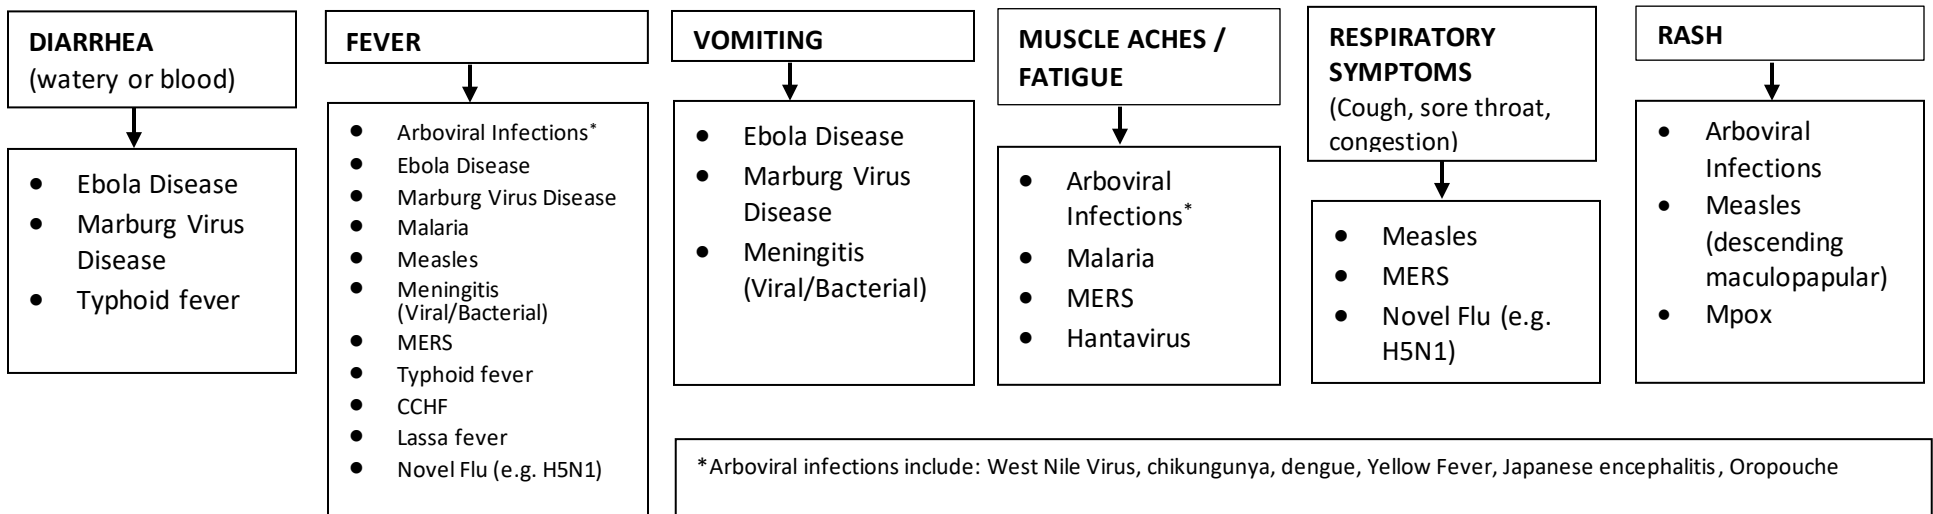 DIARRHEA
(watery or blood)
• Ebola Disease
• Marburg Virus
Disease
• Typhoid fever
FEVER
• Arboviral Infections*
• Ebola Disease
• Marburg Virus Disease
• Malaria
• Measles
• Meningitis
(Viral/Bacterial)
• MERS
• Typhoid fever
• CCHF
• Lassa fever
• Novel Flu (e.g. H5N1)
VOMITING
• Ebola Disease
• Marburg Virus
Disease
• Meningitis
(Viral/Bacterial)
MUSCLE ACHES /
FATIGUE
• Arboviral
Infections*
• Malaria
• MERS
• Hantavirus
RESPIRATORY
SYMPTOMS
(Cough, sore throat,
congestion)
• Measles
• MERS
• Novel Flu (e.g.
H5N1)
RASH
• Arboviral
Infections
• Measles
(descending
maculopapular)
• Mpox
*Arboviral infections include: West Nile Virus, chikungunya, dengue, Yellow Fever, Japanese encephalitis, Oropouche